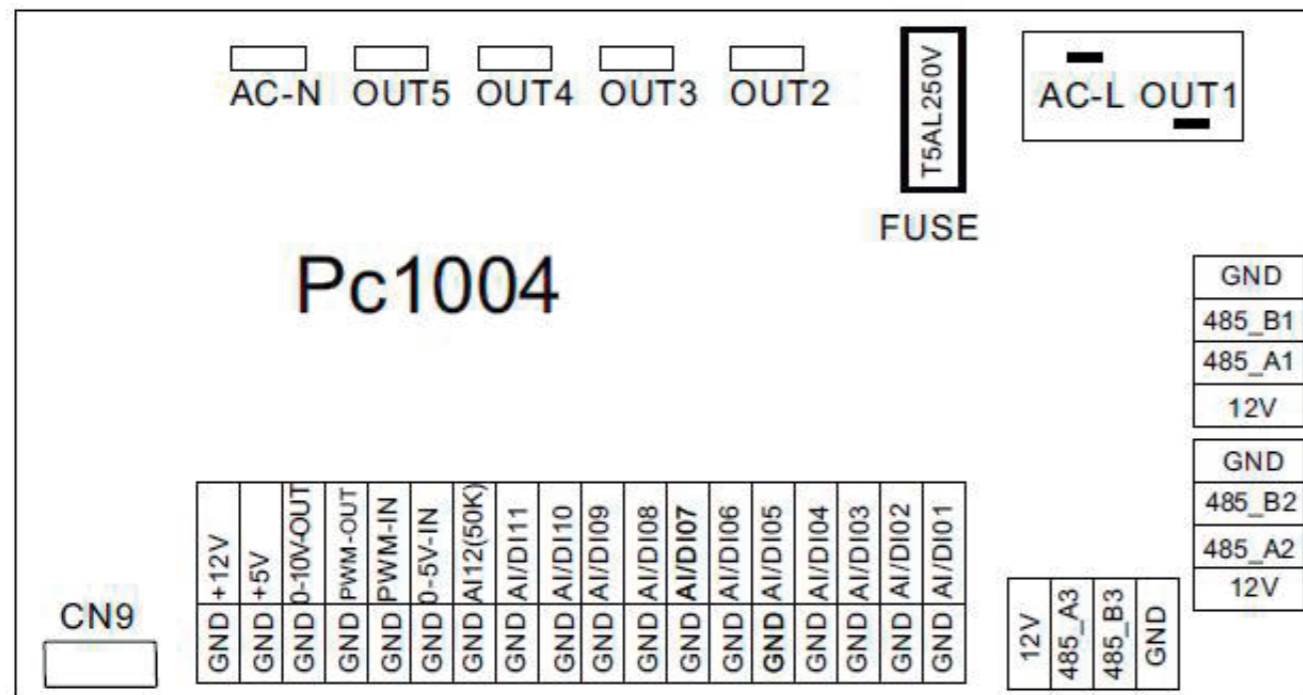 AC-N OUT5 OUT4 OUT3 OUT2
T5AL250V
FUSE
AC-L OUT1
Pc1004
GND
485_B1
485_A1
12V
GND
485_B2
485_A2
12V
CN9
GND +12V
GND +5V
GND 0-10V-OUT
GND PWM-OUT
GND PWM-IN
GND 0-5V-IN
GND AI12(50K)
GND AI/DI11
GND AI/DI10
GND AI/DI09
GND AI/DI08
GND AI/DI07
GND AI/DI06
GND AI/DI05
GND AI/DI04
GND AI/DI03
GND AI/DI02
GND AI/DI01
12V
485_A3
485_B3
GND